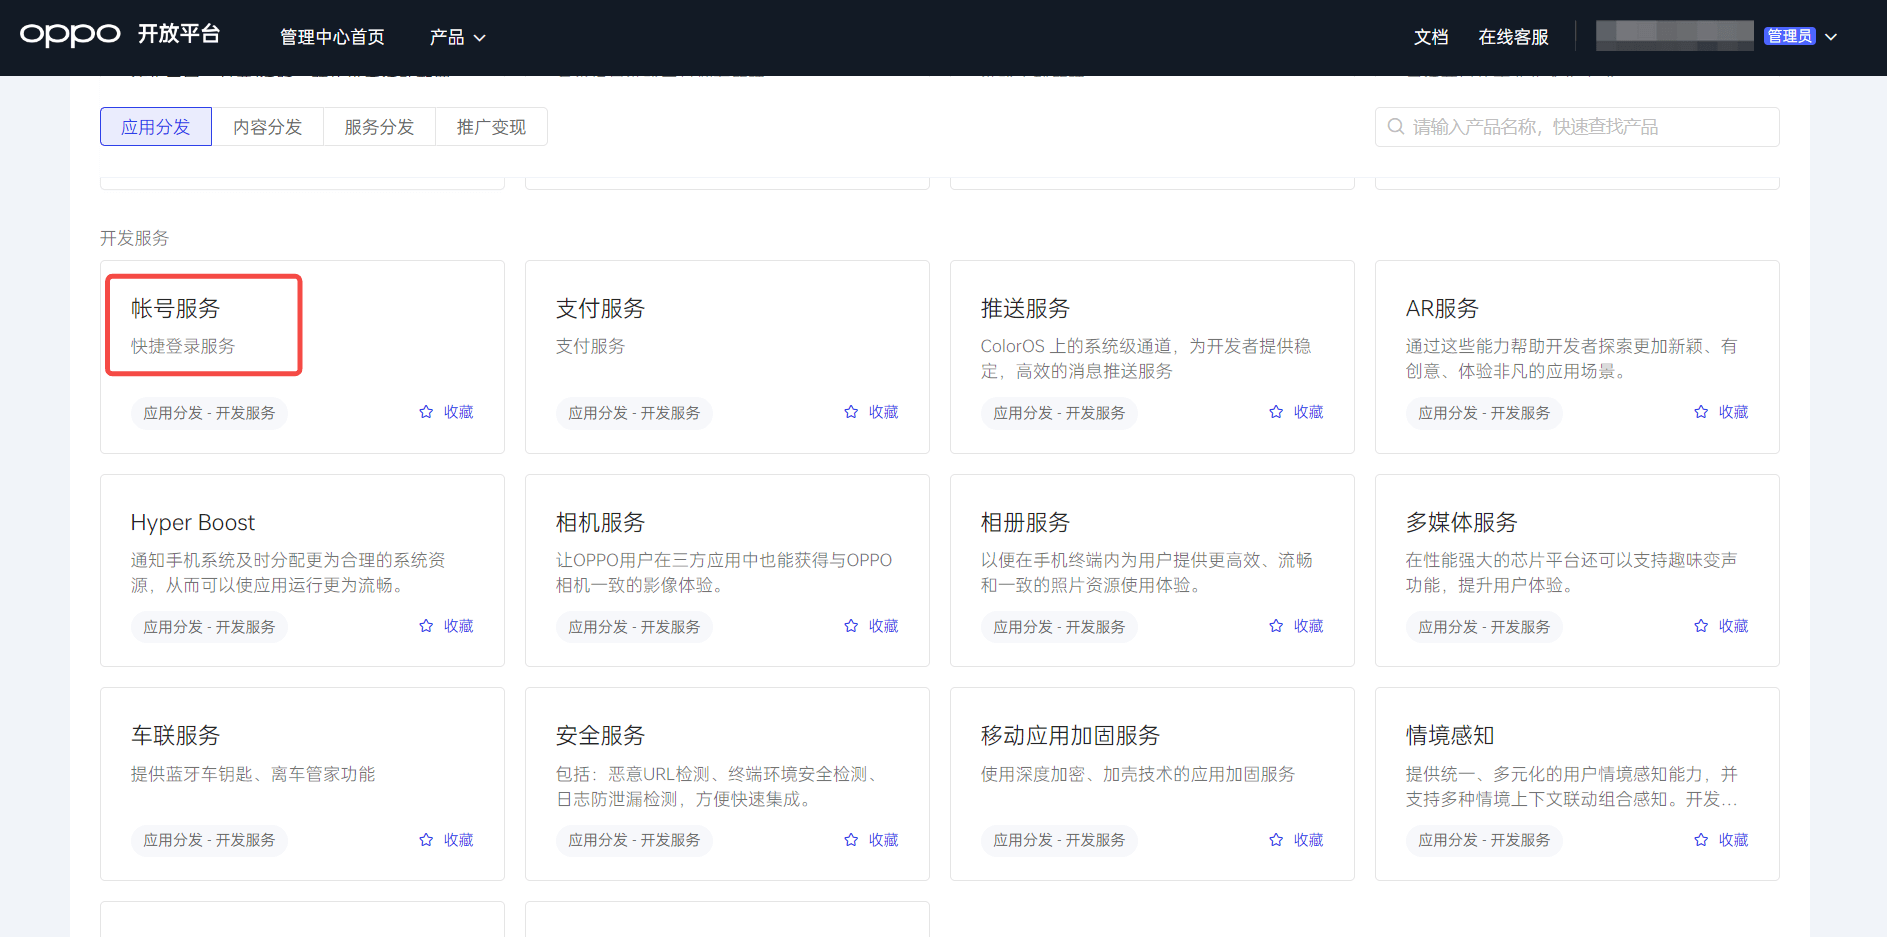 oppo 开放平台 管理中心首页 产品 文档 在线客服 管理员
应用分发 内容分发 服务分发 推广变现 请输入产品名称，快速查找产品
开发服务
帐号服务
快捷登录服务
应用分发 - 开发服务 收藏
支付服务
支付服务
应用分发 - 开发服务 收藏
推送服务
ColorOS 上的系统级通道，为开发者提供稳
定，高效的消息推送服务
应用分发 - 开发服务 收藏
AR服务
通过这些能力帮助开发者探索更加新颖、有
创意、体验非凡的应用场景。
应用分发 - 开发服务 收藏
Hyper Boost
通知手机系统及时分配更为合理的系统资
源，从而可以使应用运行更为流畅。
应用分发 - 开发服务 收藏
相机服务
让OPPO用户在三方应用中也能获得与OPPO
相机一致的影像体验。
应用分发 - 开发服务 收藏
相册服务
以便在手机终端内为用户提供更高效、流畅
和一致的照片资源使用体验。
应用分发 - 开发服务 收藏
多媒体服务
在性能强大的芯片平台还可以支持趣味变声
功能，提升用户体验。
应用分发 - 开发服务 收藏
车联服务
提供蓝牙车钥匙、离车管家功能
应用分发 - 开发服务 收藏
安全服务
包括：恶意URL检测、终端环境安全检测、
日志防泄漏检测，方便快速集成。
应用分发 - 开发服务 收藏
移动应用加固服务
使用深度加密、加壳技术的应用加固服务
应用分发 - 开发服务 收藏
情境感知
提供统一、多元化的用户情境感知能力，并
支持多种情境上下文联动组合感知。开发...
应用分发 - 开发服务 收藏